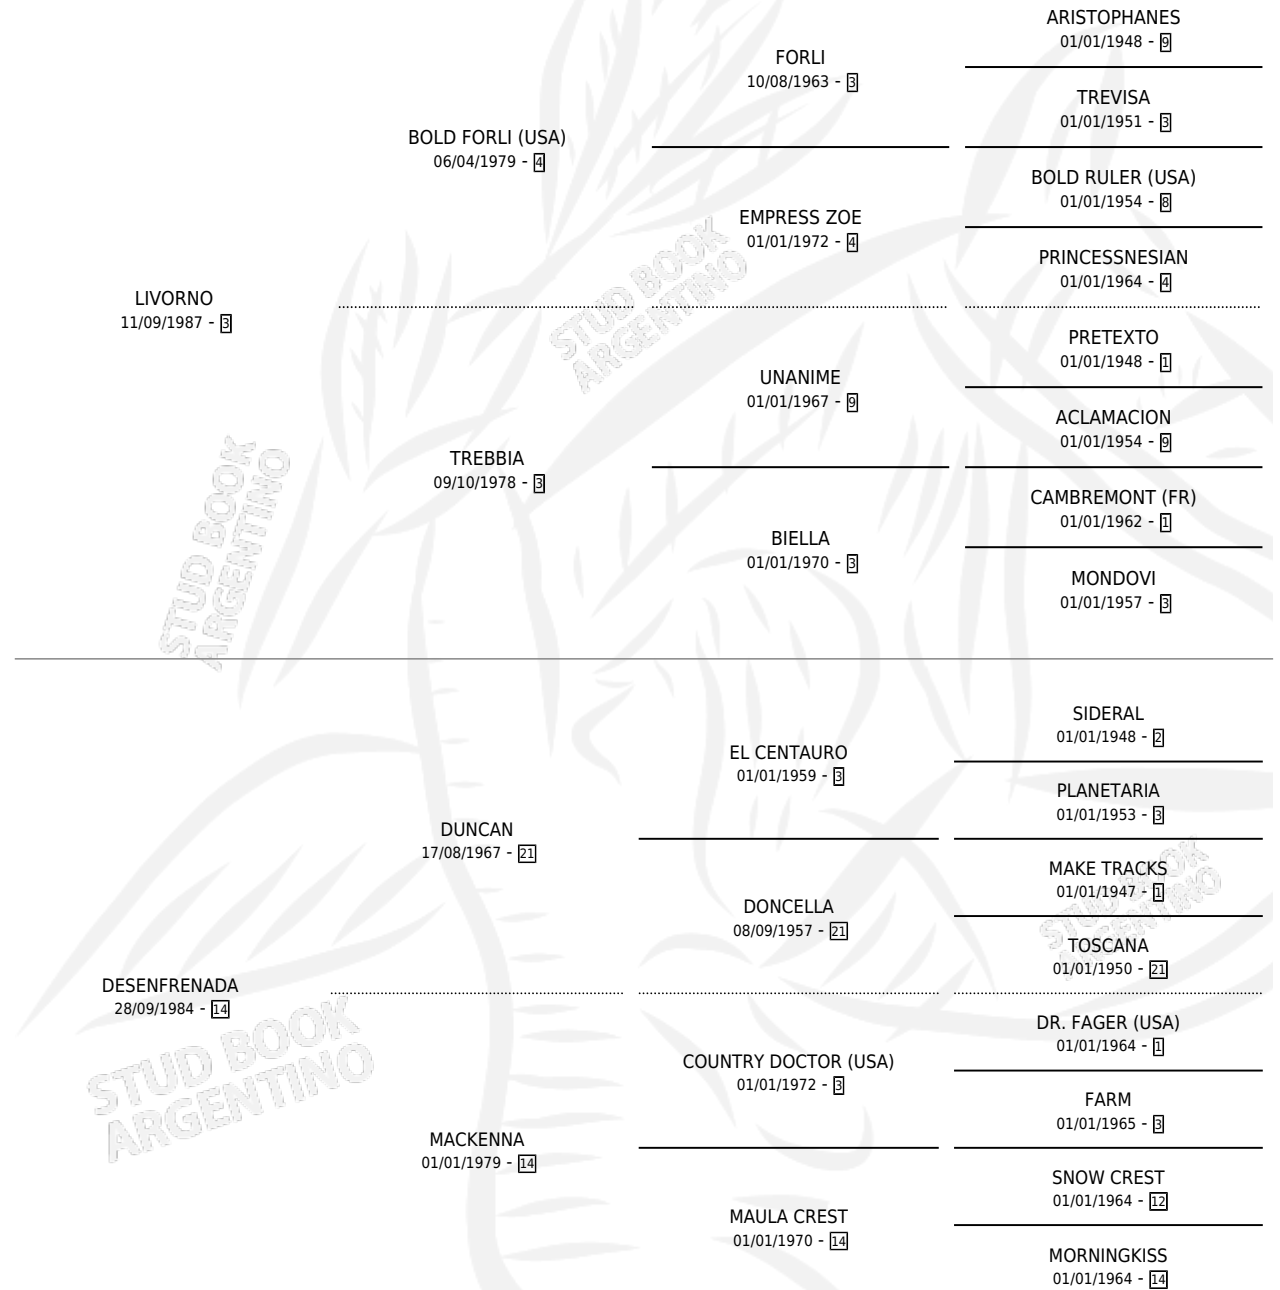 ARISTOPHANES
01/01/1948 - 9
FORLI
10/08/1963 - 3
TREVISA
01/01/1951 - 3
BOLD FORLI (USA)
06/04/1979 - 4
BOLD RULER (USA)
01/01/1954 - 8
EMPRESS ZOE
01/01/1972 - 4
PRINCESSNESIAN
01/01/1964 - 4
LIVORNO
11/09/1987 - 3
PRETEXTO
01/01/1948 - 1
UNANIME
01/01/1967 - 9
ACLAMACION
01/01/1954 - 9
TREBBIA
09/10/1978 - 3
CAMBREMONT (FR)
01/01/1962 - 1
BIELLA
01/01/1970 - 3
MONDOVI
01/01/1957 - 3
SIDERAL
01/01/1948 - 2
EL CENTAURO
01/01/1959 - 3
PLANETARIA
01/01/1953 - 3
DUNCAN
17/08/1967 - 21
MAKE TRACKS
01/01/1947 - 1
DONCELLA
08/09/1957 - 21
TOSCANA
01/01/1950 - 21
DESENFRENADA
28/09/1984 - 14
DR. FAGER (USA)
01/01/1964 - 1
COUNTRY DOCTOR (USA)
01/01/1972 - 3
FARM
01/01/1965 - 3
MACKENNA
01/01/1979 - 14
SNOW CREST
01/01/1964 - 12
MAULA CREST
01/01/1970 - 14
MORNINGKISS
01/01/1964 - 14
STUD BOOK
ARGENTINO
STUD BOOK
ARGENTINO
STUD BOOK
ARGENTINO
STUD BOOK
ARGENTINO